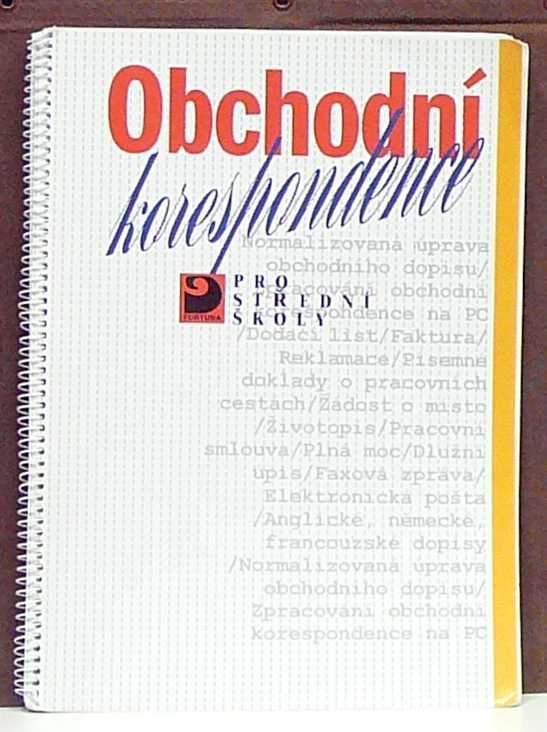 Obchodní
korespondence
FORTUNA
PRO
STŘEDNÍ
ŠKOLY
Normalizovaná úprava
obchodního dopisu/
Zpracování obchodní
korespondence na PC
/Dodací list/Faktura/
Reklamace/Písemné
doklady o pracovních
cestách/Žádost o místo
/Životopis/Pracovní
smlouva/Plná moc/Dlužní
úpis/Faxová zpráva/
Elektronická pošta
/Anglické, německé,
francouzské dopisy
/Normalizovaná úprava
obchodního dopisu/
Zpracování obchodní
korespondence na PC